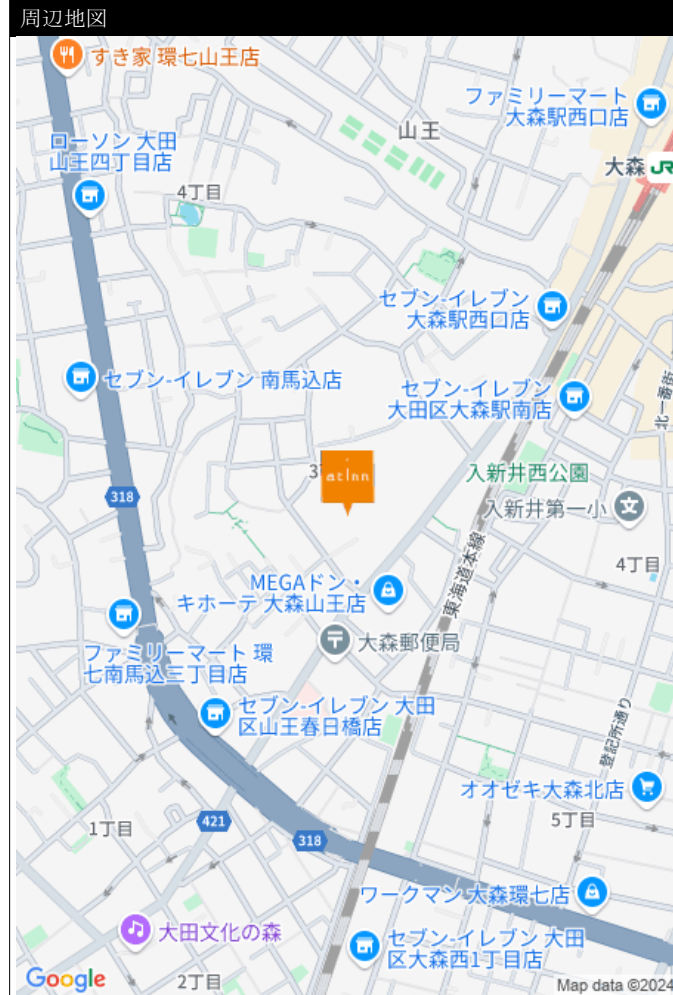 周辺地図
すき家 環七山王店
ファミリーマート
大森駅西口店
山王
ローソン 大田
山王四丁目店
大森
JR
4丁目
セブン-イレブン
大森駅西口店
セブン-イレブン 南馬込店
セブン-イレブン
大田区大森駅南店
北一番街
atinn
入新井西公園
318
入新井第一小
文
4丁目
MEGAドン・
キホーテ 大森山王店
東海道本線
大森郵便局
ファミリーマート 環
七南馬込三丁目店
セブン-イレブン 大田
区山王春日橋店
登記所通り
オオゼキ大森北店
421
1丁目
5丁目
318
ワークマン 大森環七店
大田文化の森
セブン-イレブン 大田
区大森西1丁目店
2丁目
Google
Map data ©2024